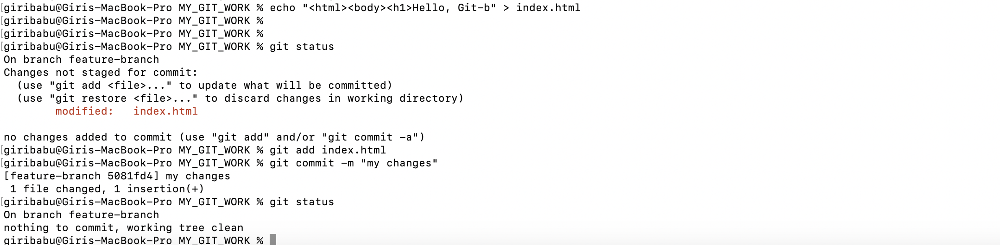 [giribabu@Giris-MacBook-Pro MY_GIT_WORK % echo "<html><body><h1>Hello, Git-b" > index.html
[giribabu@Giris-MacBook-Pro MY_GIT_WORK %
[giribabu@Giris-MacBook-Pro MY_GIT_WORK %
[giribabu@Giris-MacBook-Pro MY_GIT_WORK % git status
On branch feature-branch
Changes not staged for commit:
  (use "git add <file>..." to update what will be committed)
  (use "git restore <file>..." to discard changes in working directory)
        modified:   index.html

no changes added to commit (use "git add" and/or "git commit -a")
[giribabu@Giris-MacBook-Pro MY_GIT_WORK % git add index.html
[giribabu@Giris-MacBook-Pro MY_GIT_WORK % git commit -m "my changes"
[feature-branch 5081fd4] my changes
 1 file changed, 1 insertion(+)
[giribabu@Giris-MacBook-Pro MY_GIT_WORK % git status
On branch feature-branch
nothing to commit, working tree clean
giribabu@Giris-MacBook-Pro MY_GIT_WORK %